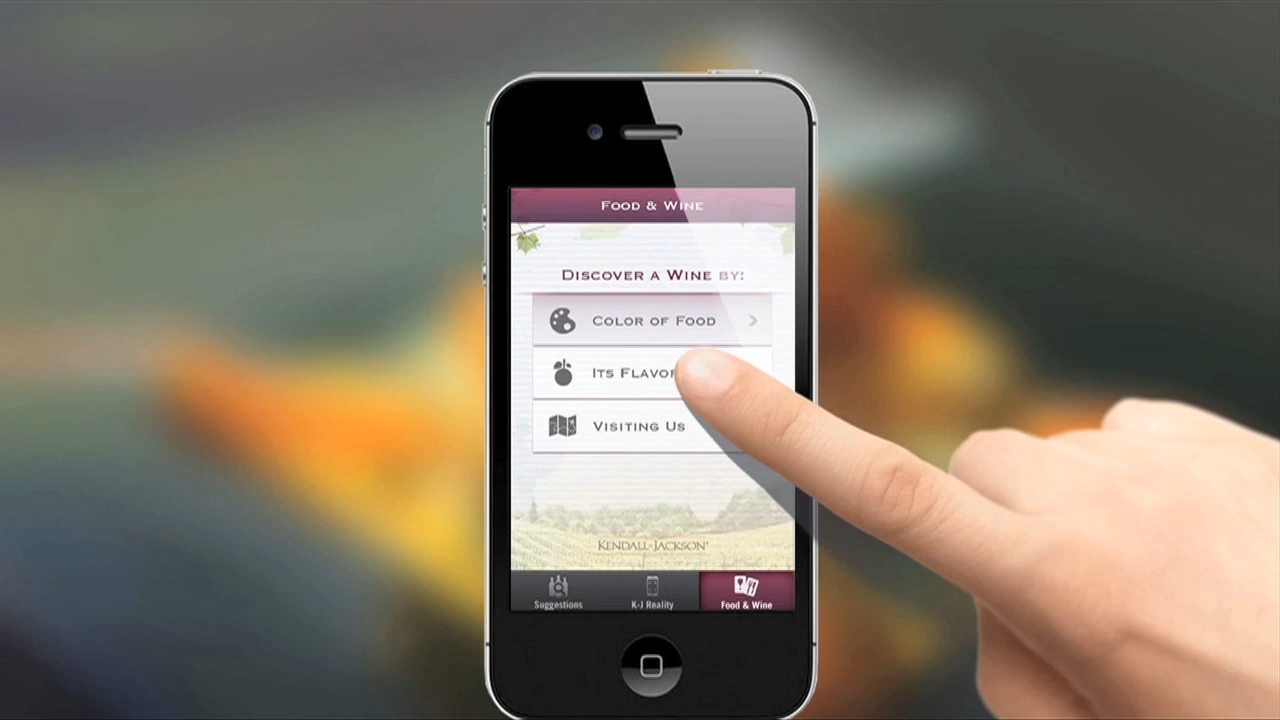 Food & Wine
Discover a Wine by:
Color of Food
Its Flavor
Visiting Us
Kendall-Jackson
Suggestions
K-J Reality
Food & Wine